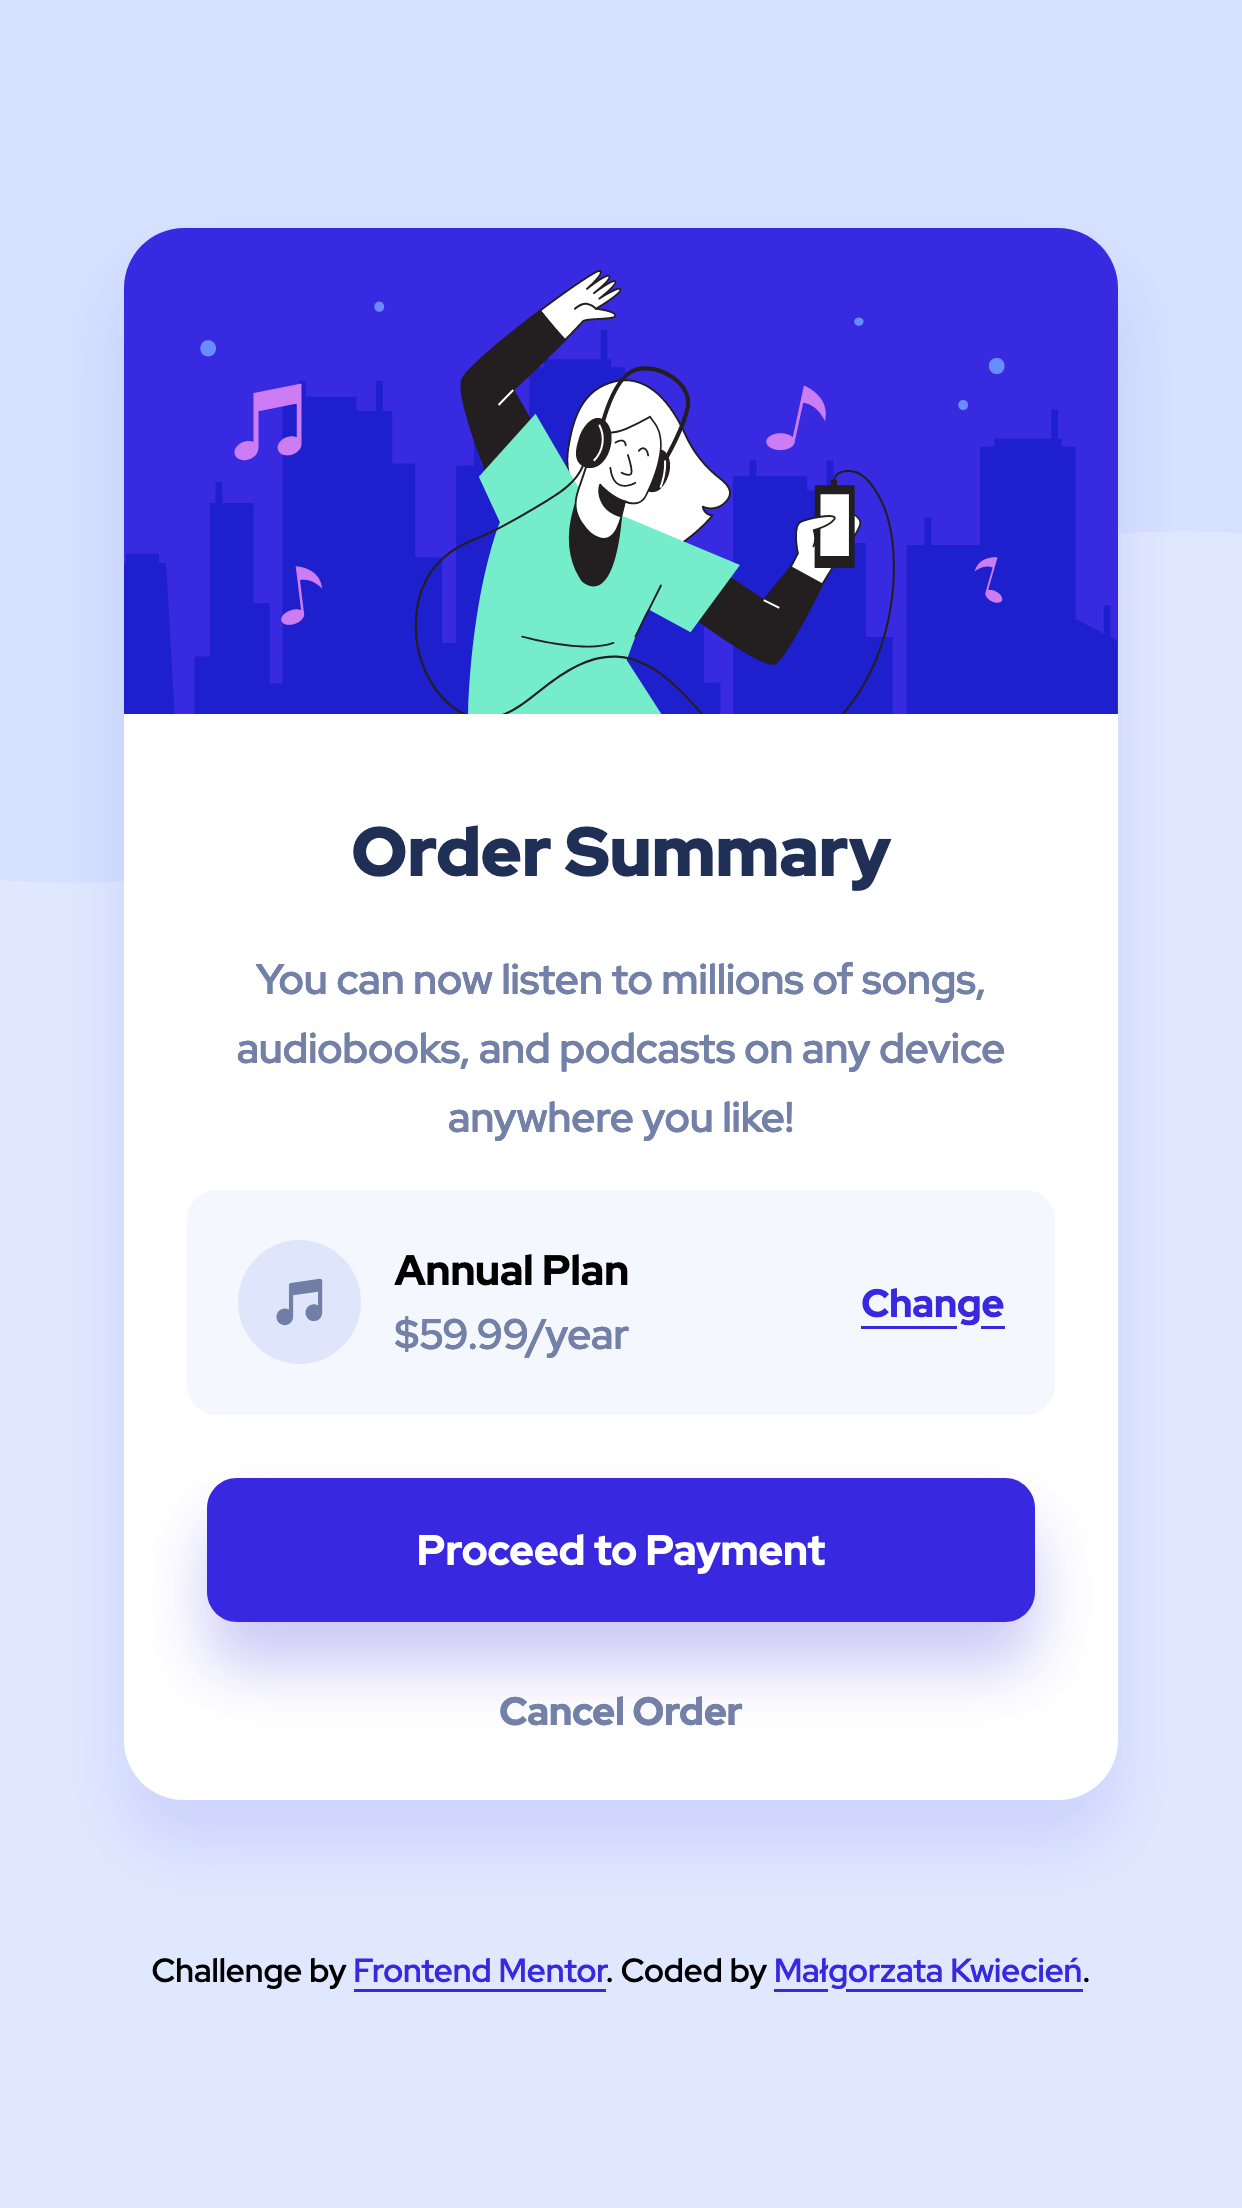 Order Summary
You can now listen to millions of songs,
audiobooks, and podcasts on any device
anywhere you like!
Annual Plan
$59.99/year
Change
Proceed to Payment
Cancel Order
Challenge by Frontend Mentor. Coded by Małgorzata Kwiecień.